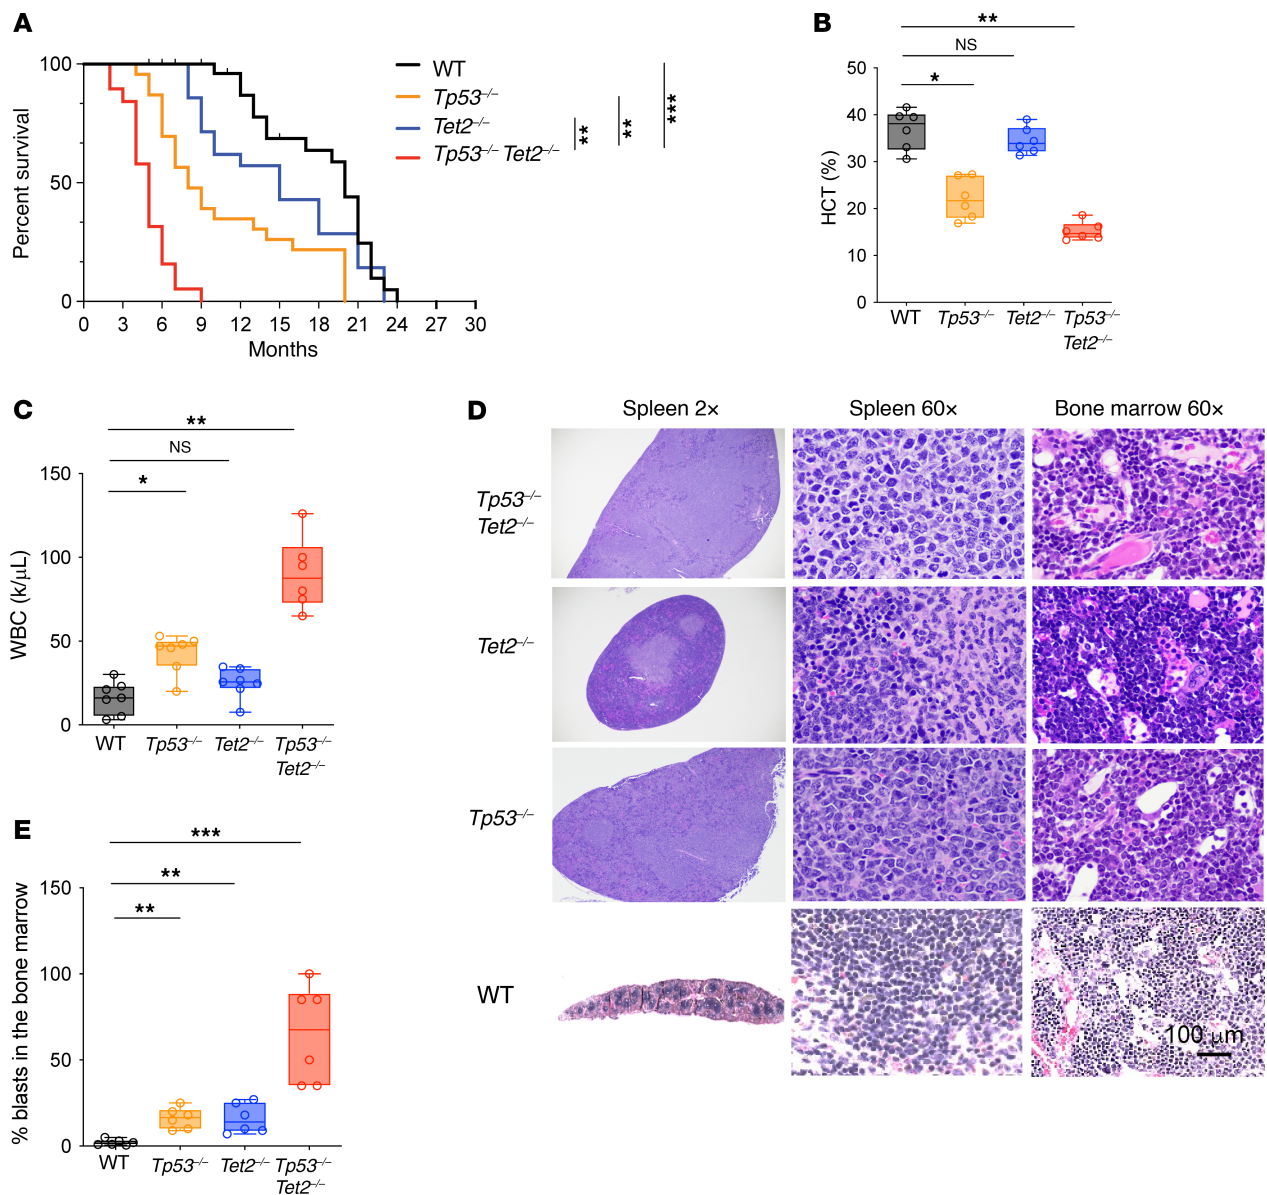 A
Percent survival
100
50
0
0 3 6 9 12 15 18 21 24 27 30
Months
WT
Tp53–/–
Tet2–/–
Tp53–/– Tet2–/–
**
**
***
B
**
NS
*
HCT (%)
50
40
30
20
10
0
WT Tp53–/– Tet2–/– Tp53–/–
Tet2–/–
C
**
NS
*
WBC (k/μL)
150
100
50
0
WT Tp53–/– Tet2–/– Tp53–/–
Tet2–/–
D
Spleen 2× Spleen 60× Bone marrow 60×
Tp53–/–
Tet2–/–
Tet2–/–
Tp53–/–
WT
100 μm
E
***
**
**
% blasts in the bone marrow
150
100
50
0
WT Tp53–/– Tet2–/– Tp53–/–
Tet2–/–